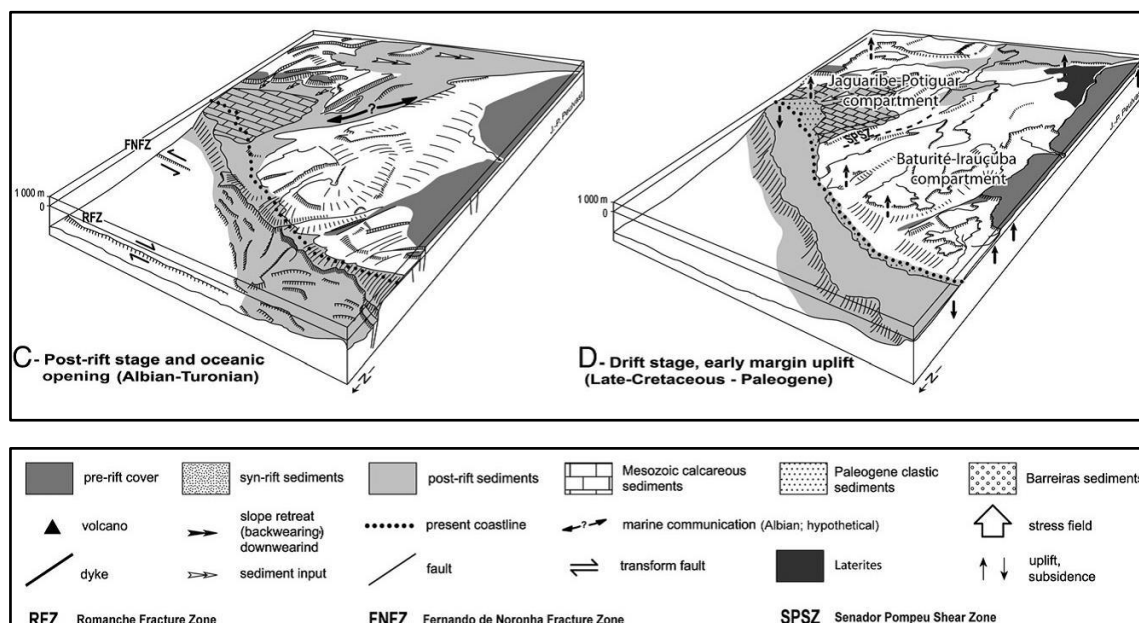 FNFZ
1 000 m
0
RFZ
?
J.-P. Peulvast
C- Post-rift stage and oceanic
opening (Albian-Turonian)
N
Jaguaribe-Potiguar
compartment
SPSZ
Baturité-Irauçuba
compartment
1 000 m
0
J.-P. Peulvast
D- Drift stage, early margin uplift
(Late-Cretaceous - Paleogene)
N
pre-rift cover
syn-rift sediments
post-rift sediments
Mesozoic calcareous
sediments
Paleogene clastic
sediments
Barreiras sediments
volcano
slope retreat
(backwearing)
downwearind
present coastline
?
marine communication (Albian; hypothetical)
stress field
dyke
sediment input
fault
transform fault
Laterites
uplift,
subsidence
RFZ Romanche Fracture Zone
FNFZ Fernando de Noronha Fracture Zone
SPSZ Senador Pompeu Shear Zone